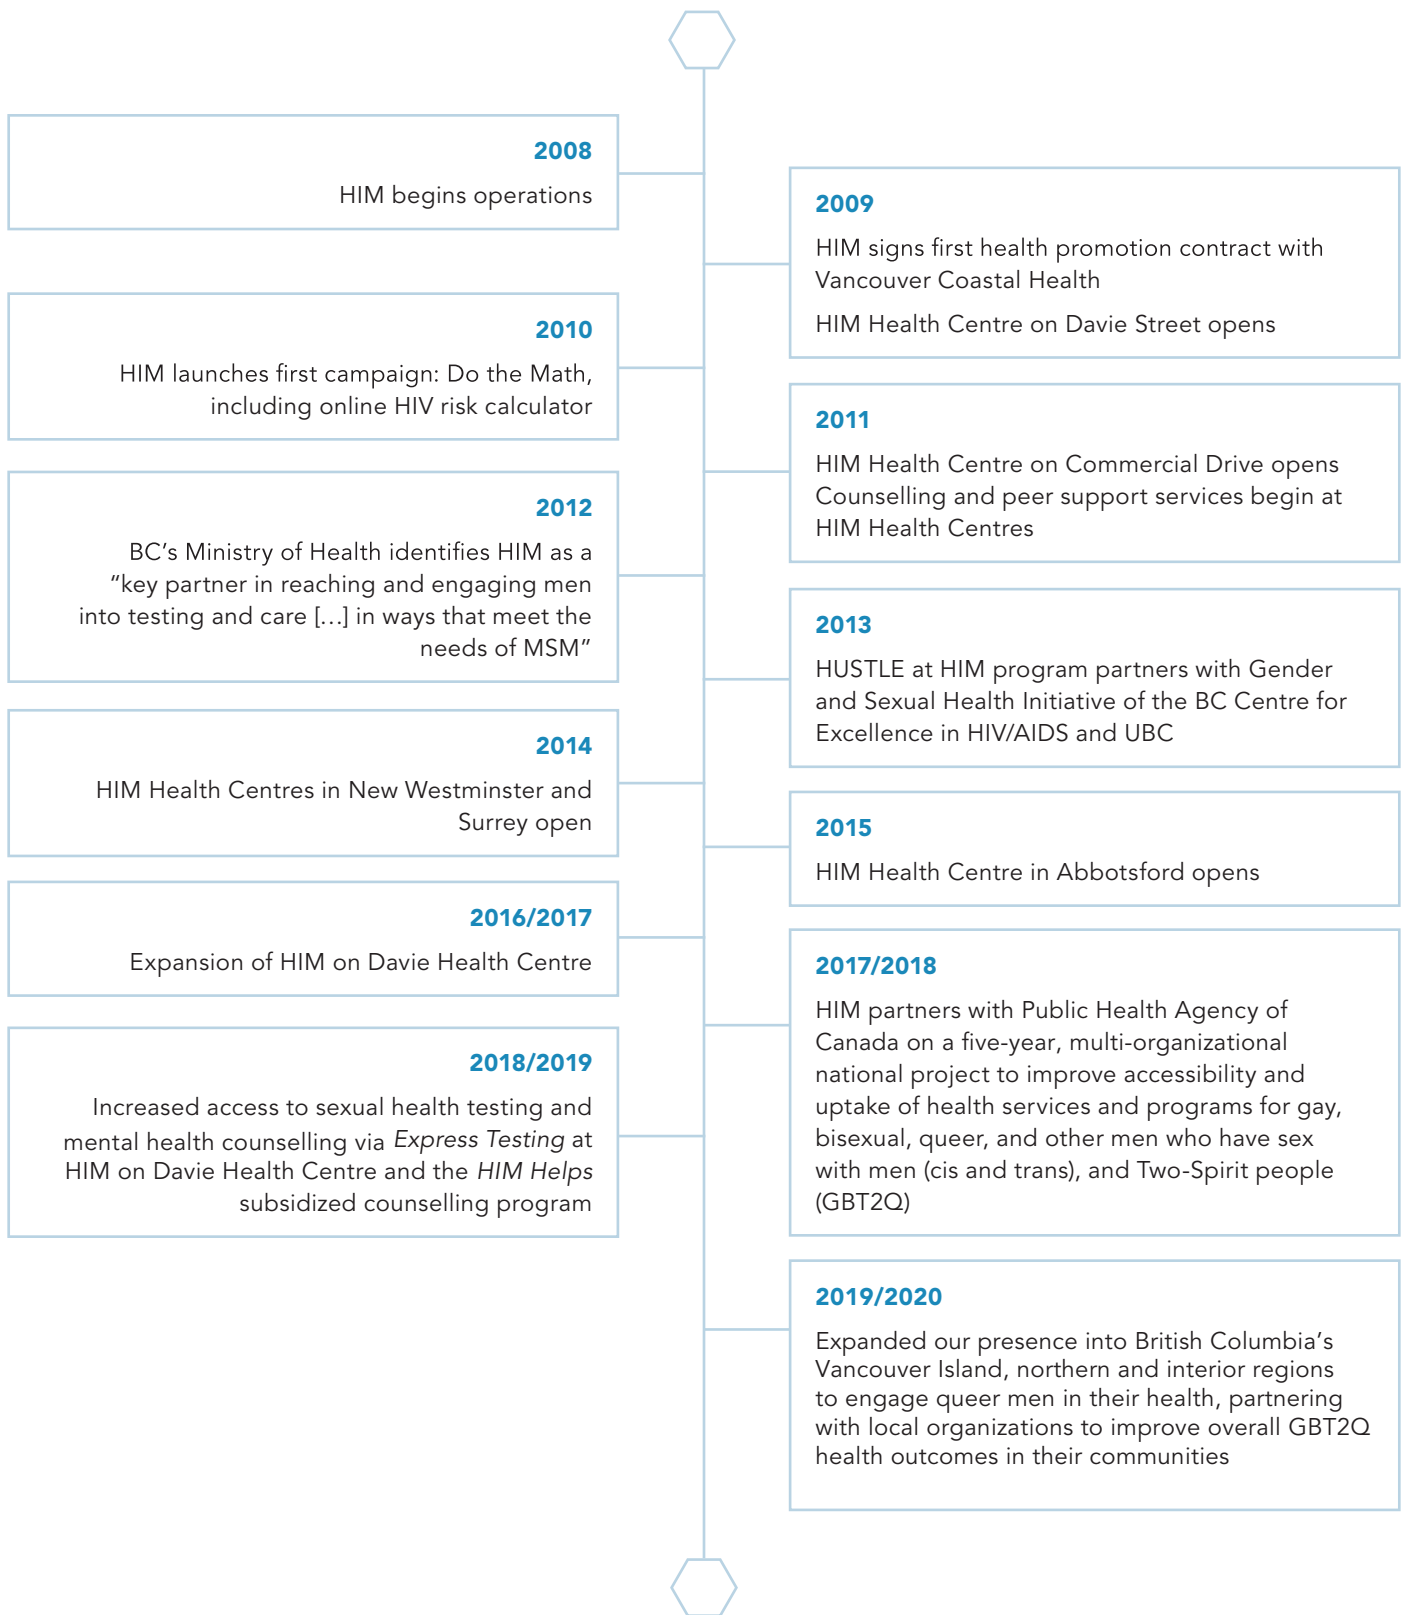 2008
HIM begins operations
2009
HIM signs first health promotion contract with
Vancouver Coastal Health
HIM Health Centre on Davie Street opens
2010
HIM launches first campaign: Do the Math,
including online HIV risk calculator
2011
HIM Health Centre on Commercial Drive opens
Counselling and peer support services begin at
HIM Health Centres
2012
BC’s Ministry of Health identifies HIM as a
“key partner in reaching and engaging men
into testing and care […] in ways that meet the
needs of MSM”
2013
HUSTLE at HIM program partners with Gender
and Sexual Health Initiative of the BC Centre for
Excellence in HIV/AIDS and UBC
2014
HIM Health Centres in New Westminster and
Surrey open
2015
HIM Health Centre in Abbotsford opens
2016/2017
Expansion of HIM on Davie Health Centre
2017/2018
HIM partners with Public Health Agency of
Canada on a five-year, multi-organizational
national project to improve accessibility and
uptake of health services and programs for gay,
bisexual, queer, and other men who have sex
with men (cis and trans), and Two-Spirit people
(GBT2Q)
2018/2019
Increased access to sexual health testing and
mental health counselling via Express Testing at
HIM on Davie Health Centre and the HIM Helps
subsidized counselling program
2019/2020
Expanded our presence into British Columbia’s
Vancouver Island, northern and interior regions
to engage queer men in their health, partnering
with local organizations to improve overall GBT2Q
health outcomes in their communities